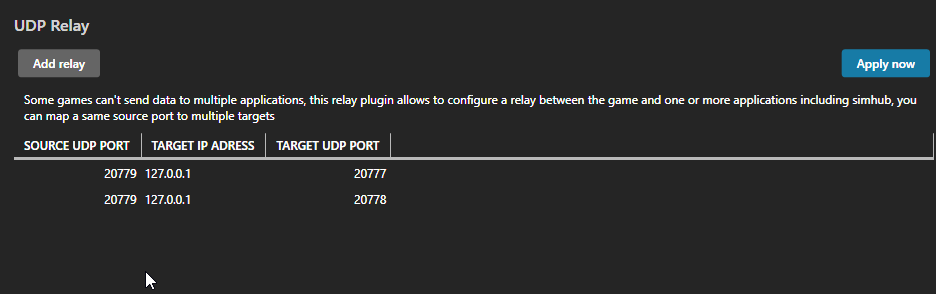 UDP Relay
Add relay
Apply now
Some games can't send data to multiple applications, this relay plugin allows to configure a relay between the game and one or more applications including simhub, you
can map a same source port to multiple targets
SOURCE UDP PORT TARGET IP ADRESS TARGET UDP PORT
20779 127.0.0.1 20777
20779 127.0.0.1 20778